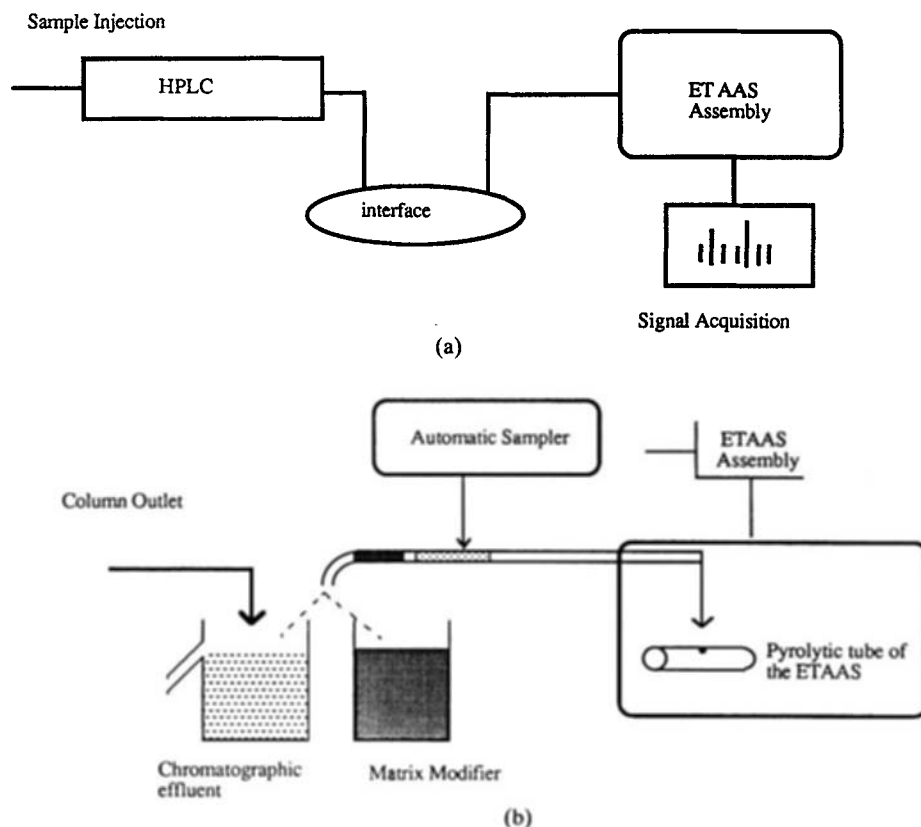 Sample Injection
HPLC
ET AAS
Assembly
interface
Signal Acquisition
(a)
Automatic Sampler
ETAAS
Assembly
Column Outlet
Pyrolytic tube of
the ETAAS
Chromatographic
effluent
Matrix Modifier
(b)